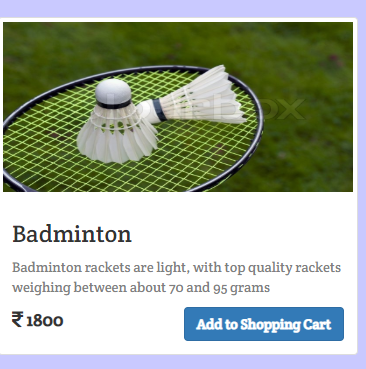 Badminton
Badminton rackets are light, with top quality rackets
weighing between about 70 and 95 grams
₹ 1800
Add to Shopping Cart